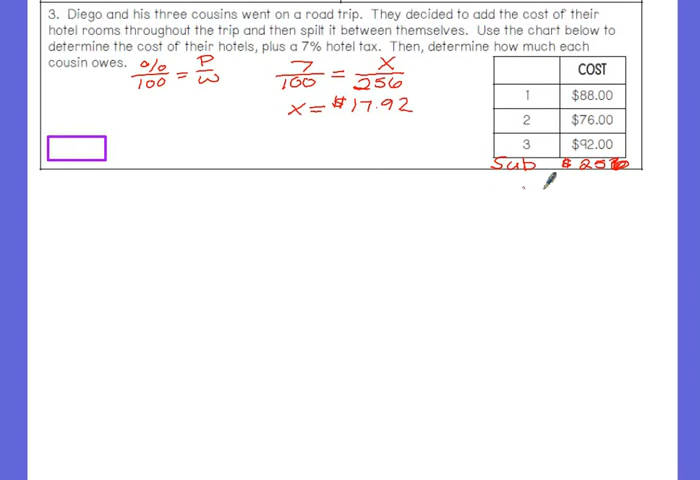 3. Diego and his three cousins went on a road trip. They decided to add the cost of their
hotel rooms throughout the trip and then spilt it between themselves. Use the chart below to
determine the cost of their hotels, plus a 7% hotel tax. Then, determine how much each
cousin owes.
%/100 = P/w
7/100 = x/256
x = $17.92
COST
1 $88.00
2 $76.00
3 $92.00
Sub $256